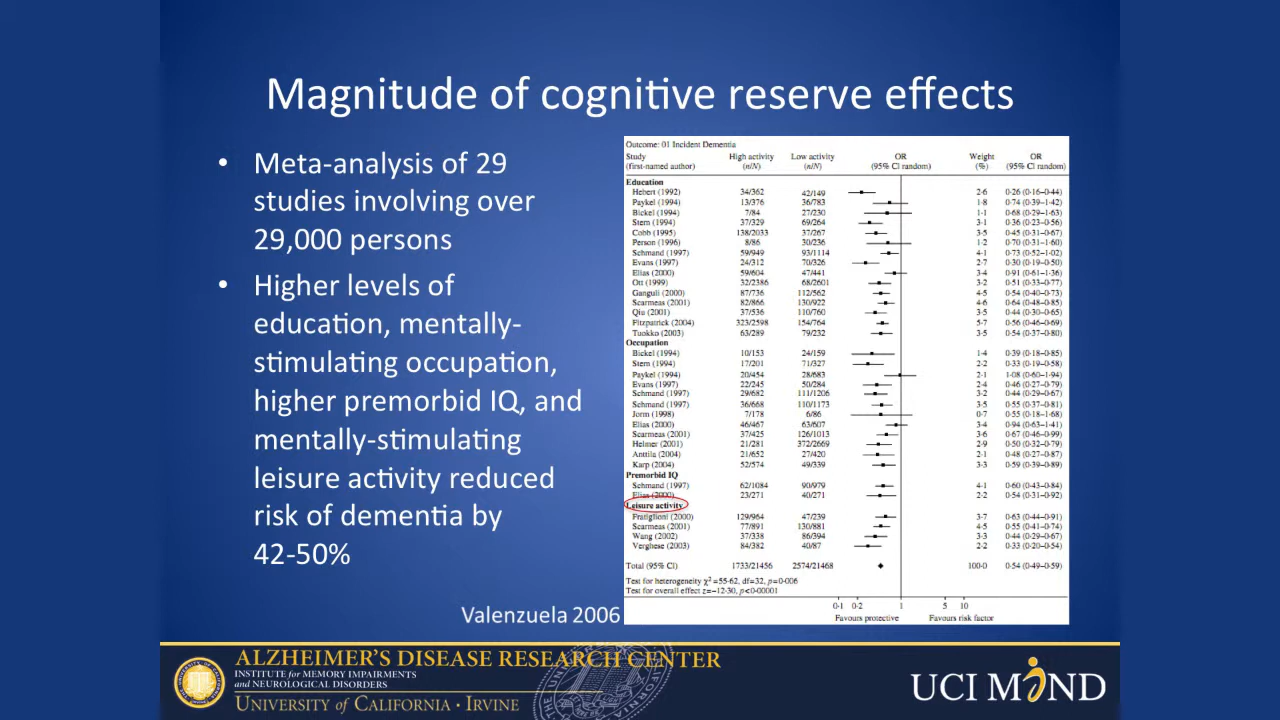 Magnitude of cognitive reserve effects
• Meta-analysis of 29
studies involving over
29,000 persons
• Higher levels of
education, mentally-
stimulating occupation,
higher premorbid IQ, and
mentally-stimulating
leisure activity reduced
risk of dementia by
42-50%
Valenzuela 2006
Outcome: 01 Incident Dementia
Study High activity Low activity OR Weight OR
(first-named author) (n/N) (n/N) (95% CI random) (%) (95% CI random)
Education
Hebert (1992) 34/362 42/149 2·6 0·26 (0·16–0·44)
Paykel (1994) 13/376 36/783 1·8 0·74 (0·39–1·42)
Bickel (1994) 7/84 27/230 1·1 0·68 (0·29–1·63)
Stern (1994) 37/329 69/264 3·1 0·36 (0·23–0·56)
Cobb (1995) 138/2033 37/267 3·5 0·45 (0·31–0·67)
Person (1996) 8/86 30/236 1·2 0·70 (0·31–1·60)
Schmand (1997) 59/949 93/1114 4·1 0·73 (0·52–1·02)
Evans (1997) 24/312 70/326 2·7 0·30 (0·19–0·50)
Elias (2000) 59/604 47/441 3·4 0·91 (0·61–1·36)
Ott (1999) 32/2386 68/2601 3·2 0·51 (0·33–0·77)
Ganguli (2000) 87/736 112/562 4·5 0·54 (0·40–0·73)
Scarmeas (2001) 82/866 130/922 4·6 0·64 (0·48–0·85)
Qiu (2001) 37/536 110/760 3·5 0·44 (0·30–0·65)
Fitzpatrick (2004) 323/2598 154/764 5·7 0·56 (0·46–0·69)
Tuokko (2003) 63/289 79/232 3·5 0·54 (0·37–0·80)
Occupation
Bickel (1994) 10/153 24/159 1·4 0·39 (0·18–0·85)
Stern (1994) 17/201 71/327 2·2 0·33 (0·19–0·58)
Paykel (1994) 20/454 28/683 2·1 1·08 (0·60–1·94)
Evans (1997) 22/245 50/284 2·4 0·46 (0·27–0·79)
Schmand (1997) 29/682 111/1206 3·2 0·44 (0·29–0·67)
Schmand (1997) 36/668 110/1173 3·5 0·55 (0·37–0·81)
Jorm (1998) 7/178 6/86 0·7 0·55 (0·18–1·68)
Elias (2000) 46/467 63/607 3·4 0·94 (0·63–1·41)
Scarmeas (2001) 37/425 126/1013 3·6 0·67 (0·46–0·99)
Helmer (2001) 21/281 372/2669 2·9 0·50 (0·32–0·79)
Anttila (2004) 21/652 27/420 2·1 0·48 (0·27–0·87)
Karp (2004) 52/574 49/339 3·3 0·59 (0·39–0·89)
Premorbid IQ
Schmand (1997) 62/1084 90/979 4·1 0·60 (0·43–0·84)
Elias (2000) 23/271 40/271 2·2 0·54 (0·31–0·92)
Leisure activity
Fratiglioni (2000) 129/964 47/239 3·7 0·63 (0·44–0·91)
Scarmeas (2001) 77/891 130/881 4·5 0·55 (0·41–0·74)
Wang (2002) 37/338 86/394 3·3 0·44 (0·29–0·67)
Verghese (2003) 84/382 40/87 2·2 0·33 (0·20–0·54)
Total (95% CI) 1733/21456 2574/21468 100·0 0·54 (0·49–0·59)
Test for heterogeneity χ²=55·62, df=32, p=0·006
Test for overall effect z=–12·30, p<0·00001
0·1 0·2 1 5 10
Favours protective Favours risk factor
ALZHEIMER'S DISEASE RESEARCH CENTER
INSTITUTE FOR MEMORY IMPAIRMENTS
and NEUROLOGICAL DISORDERS
UNIVERSITY of CALIFORNIA · IRVINE
UCI MIND